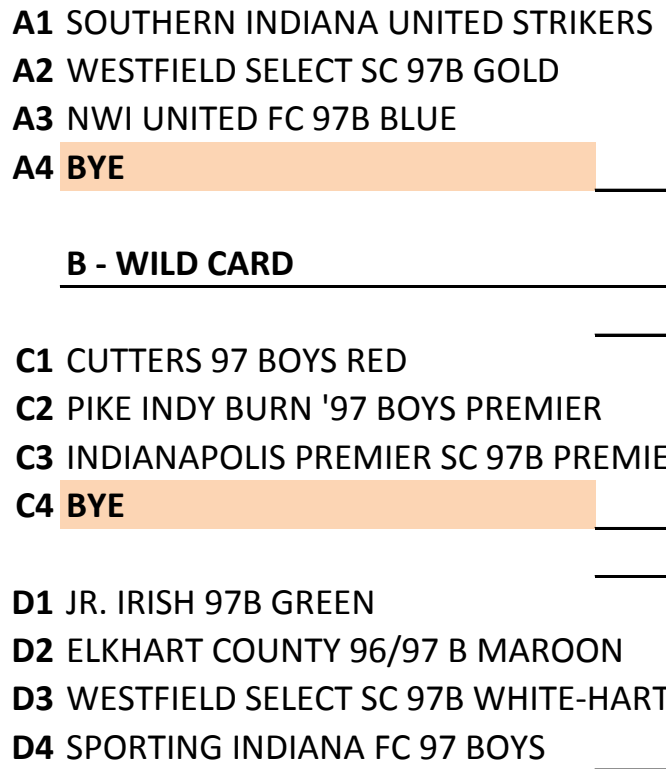 A1 SOUTHERN INDIANA UNITED STRIKERS
A2 WESTFIELD SELECT SC 97B GOLD
A3 NWI UNITED FC 97B BLUE
A4 BYE
B - WILD CARD
C1 CUTTERS 97 BOYS RED
C2 PIKE INDY BURN '97 BOYS PREMIER
C3 INDIANAPOLIS PREMIER SC 97B PREMIE
C4 BYE
D1 JR. IRISH 97B GREEN
D2 ELKHART COUNTY 96/97 B MAROON
D3 WESTFIELD SELECT SC 97B WHITE-HART
D4 SPORTING INDIANA FC 97 BOYS